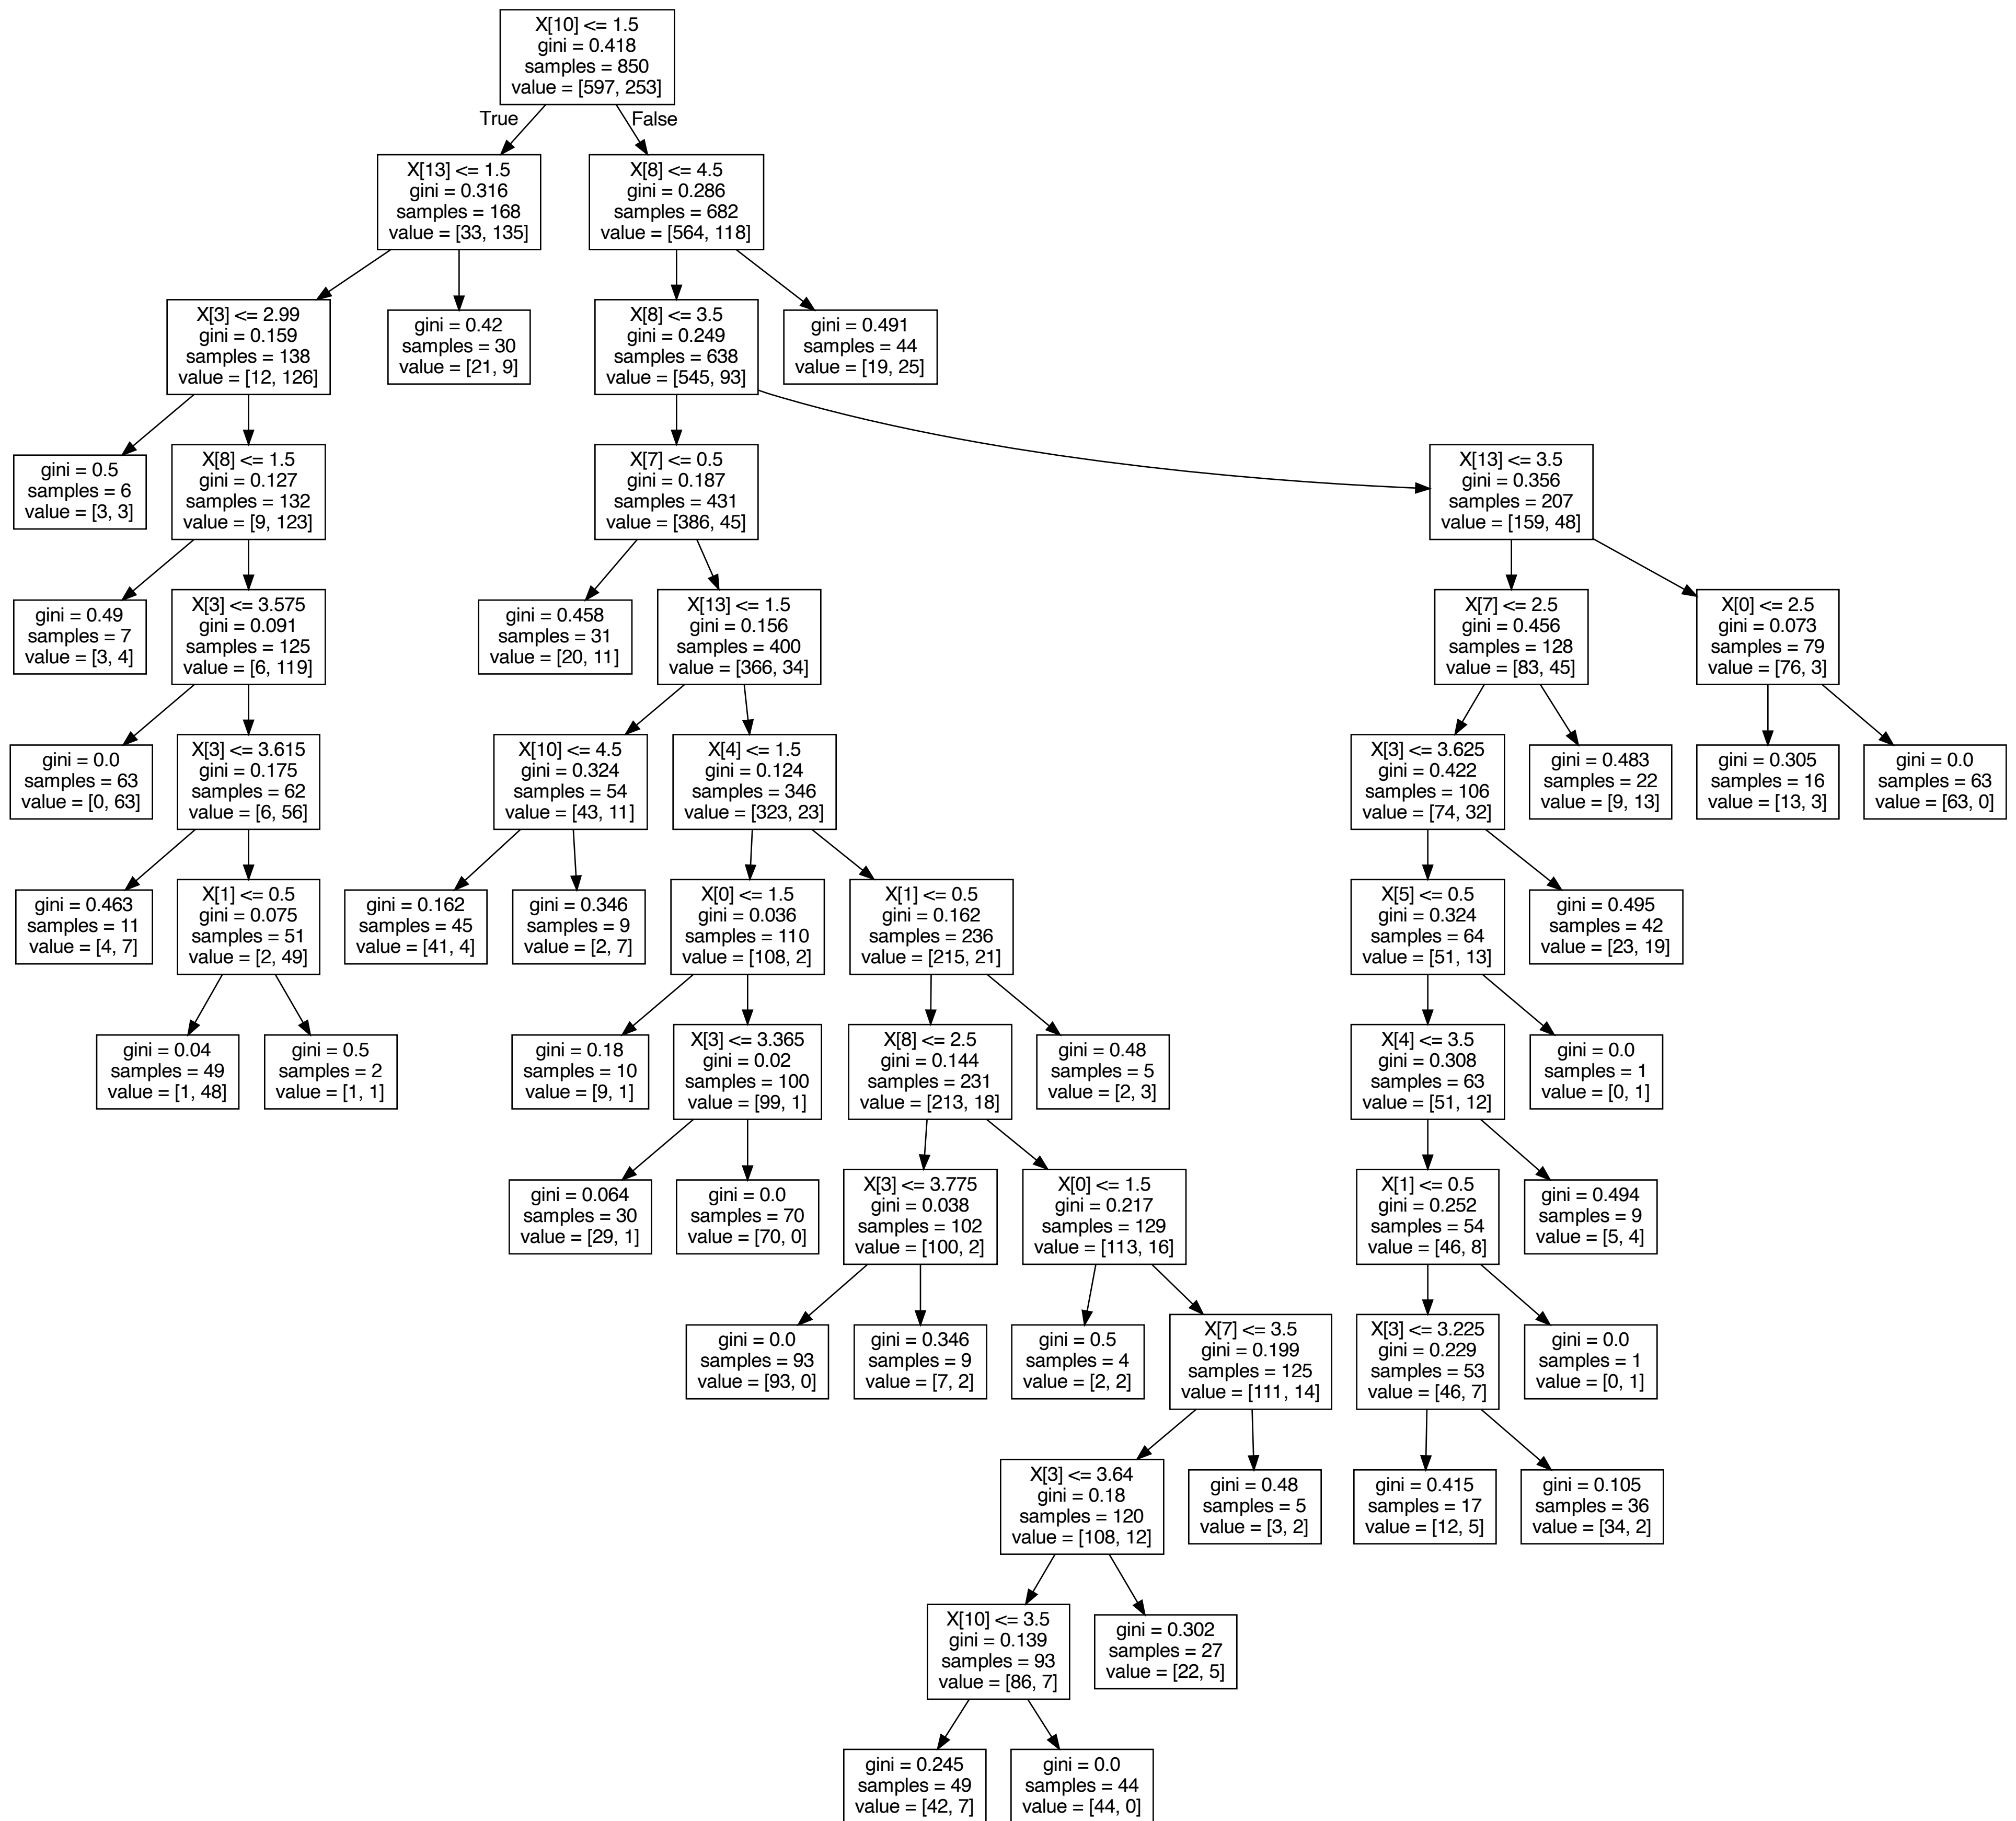 X[10] <= 1.5
gini = 0.418
samples = 850
value = [597, 253]
True
False
X[13] <= 1.5
gini = 0.316
samples = 168
value = [33, 135]
X[8] <= 4.5
gini = 0.286
samples = 682
value = [564, 118]
X[3] <= 2.99
gini = 0.159
samples = 138
value = [12, 126]
gini = 0.42
samples = 30
value = [21, 9]
X[8] <= 3.5
gini = 0.249
samples = 638
value = [545, 93]
gini = 0.491
samples = 44
value = [19, 25]
gini = 0.5
samples = 6
value = [3, 3]
X[8] <= 1.5
gini = 0.127
samples = 132
value = [9, 123]
X[7] <= 0.5
gini = 0.187
samples = 431
value = [386, 45]
X[13] <= 3.5
gini = 0.356
samples = 207
value = [159, 48]
gini = 0.49
samples = 7
value = [3, 4]
X[3] <= 3.575
gini = 0.091
samples = 125
value = [6, 119]
gini = 0.458
samples = 31
value = [20, 11]
X[13] <= 1.5
gini = 0.156
samples = 400
value = [366, 34]
X[7] <= 2.5
gini = 0.456
samples = 128
value = [83, 45]
X[0] <= 2.5
gini = 0.073
samples = 79
value = [76, 3]
gini = 0.0
samples = 63
value = [0, 63]
X[3] <= 3.615
gini = 0.175
samples = 62
value = [6, 56]
X[10] <= 4.5
gini = 0.324
samples = 54
value = [43, 11]
X[4] <= 1.5
gini = 0.124
samples = 346
value = [323, 23]
X[3] <= 3.625
gini = 0.422
samples = 106
value = [74, 32]
gini = 0.483
samples = 22
value = [9, 13]
gini = 0.305
samples = 16
value = [13, 3]
gini = 0.0
samples = 63
value = [63, 0]
gini = 0.463
samples = 11
value = [4, 7]
X[1] <= 0.5
gini = 0.075
samples = 51
value = [2, 49]
gini = 0.162
samples = 45
value = [41, 4]
gini = 0.346
samples = 9
value = [2, 7]
X[0] <= 1.5
gini = 0.036
samples = 110
value = [108, 2]
X[1] <= 0.5
gini = 0.162
samples = 236
value = [215, 21]
X[5] <= 0.5
gini = 0.324
samples = 64
value = [51, 13]
gini = 0.495
samples = 42
value = [23, 19]
gini = 0.04
samples = 49
value = [1, 48]
gini = 0.5
samples = 2
value = [1, 1]
gini = 0.18
samples = 10
value = [9, 1]
X[3] <= 3.365
gini = 0.02
samples = 100
value = [99, 1]
X[8] <= 2.5
gini = 0.144
samples = 231
value = [213, 18]
gini = 0.48
samples = 5
value = [2, 3]
X[4] <= 3.5
gini = 0.308
samples = 63
value = [51, 12]
gini = 0.0
samples = 1
value = [0, 1]
gini = 0.064
samples = 30
value = [29, 1]
gini = 0.0
samples = 70
value = [70, 0]
X[3] <= 3.775
gini = 0.038
samples = 102
value = [100, 2]
X[0] <= 1.5
gini = 0.217
samples = 129
value = [113, 16]
X[1] <= 0.5
gini = 0.252
samples = 54
value = [46, 8]
gini = 0.494
samples = 9
value = [5, 4]
gini = 0.0
samples = 93
value = [93, 0]
gini = 0.346
samples = 9
value = [7, 2]
gini = 0.5
samples = 4
value = [2, 2]
X[7] <= 3.5
gini = 0.199
samples = 125
value = [111, 14]
X[3] <= 3.225
gini = 0.229
samples = 53
value = [46, 7]
gini = 0.0
samples = 1
value = [0, 1]
X[3] <= 3.64
gini = 0.18
samples = 120
value = [108, 12]
gini = 0.48
samples = 5
value = [3, 2]
gini = 0.415
samples = 17
value = [12, 5]
gini = 0.105
samples = 36
value = [34, 2]
X[10] <= 3.5
gini = 0.139
samples = 93
value = [86, 7]
gini = 0.302
samples = 27
value = [22, 5]
gini = 0.245
samples = 49
value = [42, 7]
gini = 0.0
samples = 44
value = [44, 0]